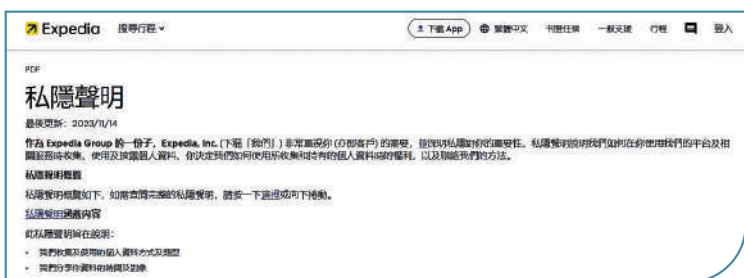 Expedia 搜尋行程 下載 App 繁體中文 刊登住宿 一般支援 行程 登入
PDF
私隱聲明
最後更新：2023/11/14
作為 Expedia Group 的一份子，Expedia, Inc. (下稱「我們」) 非常重視你 (亦即客戶) 的需要，並深明私隱對你的重要性。私隱聲明說明我們如何在你使用我們的平台及相
關服務時收集、使用及披露個人資料、你決定我們如何使用所收集和持有的個人資料時的權利，以及聯絡我們的方法。
私隱聲明概覽
私隱聲明概覽如下，如需查閱完整的私隱聲明，請按一下這裡或向下捲動。
私隱聲明涵蓋內容
此私隱聲明旨在說明：
• 我們收集及使用的個人資料方式及類型
• 我們分享你資料的時間及對象